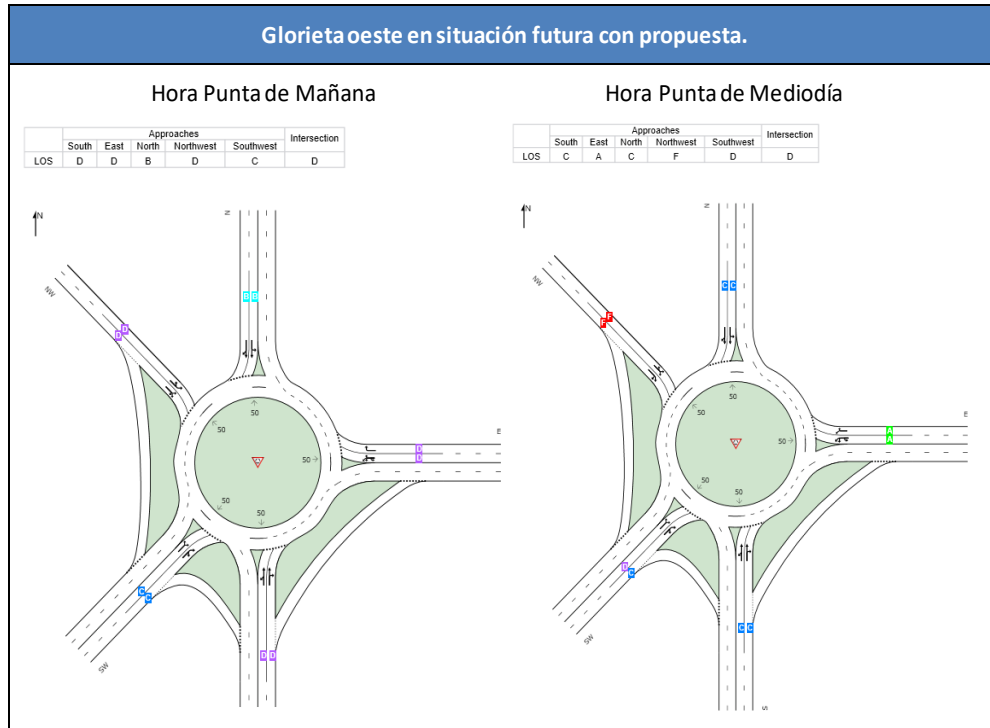 Glorieta oeste en situación futura con propuesta.
Hora Punta de Mañana
Hora Punta de Mediodía
Approaches Intersection
South East North Northwest Southwest
LOS D D B D C D
Approaches Intersection
South East North Northwest Southwest
LOS C A C F D D
N
N
NW
B B
D D
50
50
50
50
50
E
D
D
C C
SW
D D
N
N
NW
C C
F F
50
50
50
50
50
E
A
A
D C
SW
C C
S